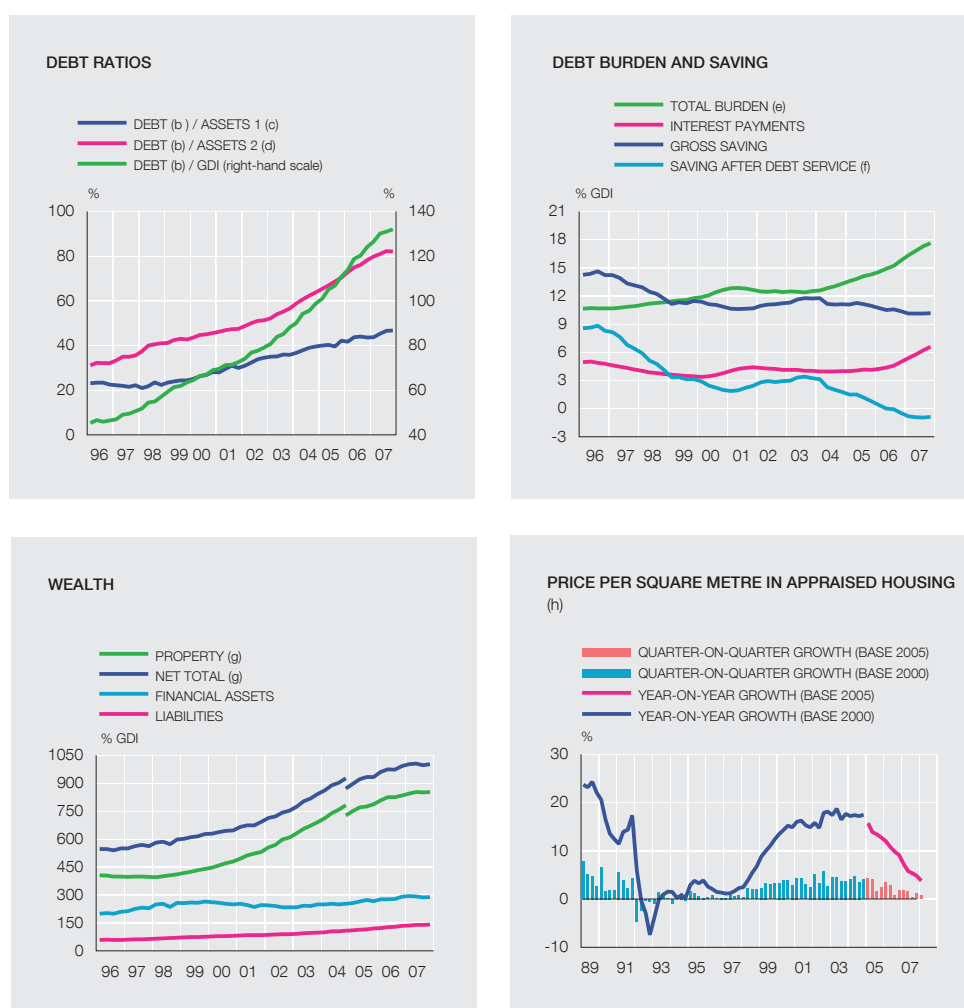 DEBT RATIOS
DEBT (b ) / ASSETS 1 (c)
DEBT (b) / ASSETS 2 (d)
DEBT (b) / GDI (right-hand scale)
% %
100 140
80 120
60 100
40 80
20 60
0 40
96 97 98 99 00 01 02 03 04 05 06 07
DEBT BURDEN AND SAVING
TOTAL BURDEN (e)
INTEREST PAYMENTS
GROSS SAVING
SAVING AFTER DEBT SERVICE (f)
% GDI
21
18
15
12
9
6
3
0
-3
96 97 98 99 00 01 02 03 04 05 06 07
WEALTH
PROPERTY (g)
NET TOTAL (g)
FINANCIAL ASSETS
LIABILITIES
% GDI
1050
900
750
600
450
300
150
0
96 97 98 99 00 01 02 03 04 05 06 07
PRICE PER SQUARE METRE IN APPRAISED HOUSING
(h)
QUARTER-ON-QUARTER GROWTH (BASE 2005)
QUARTER-ON-QUARTER GROWTH (BASE 2000)
YEAR-ON-YEAR GROWTH (BASE 2005)
YEAR-ON-YEAR GROWTH (BASE 2000)
%
30
20
10
0
-10
89 91 93 95 97 99 01 03 05 07